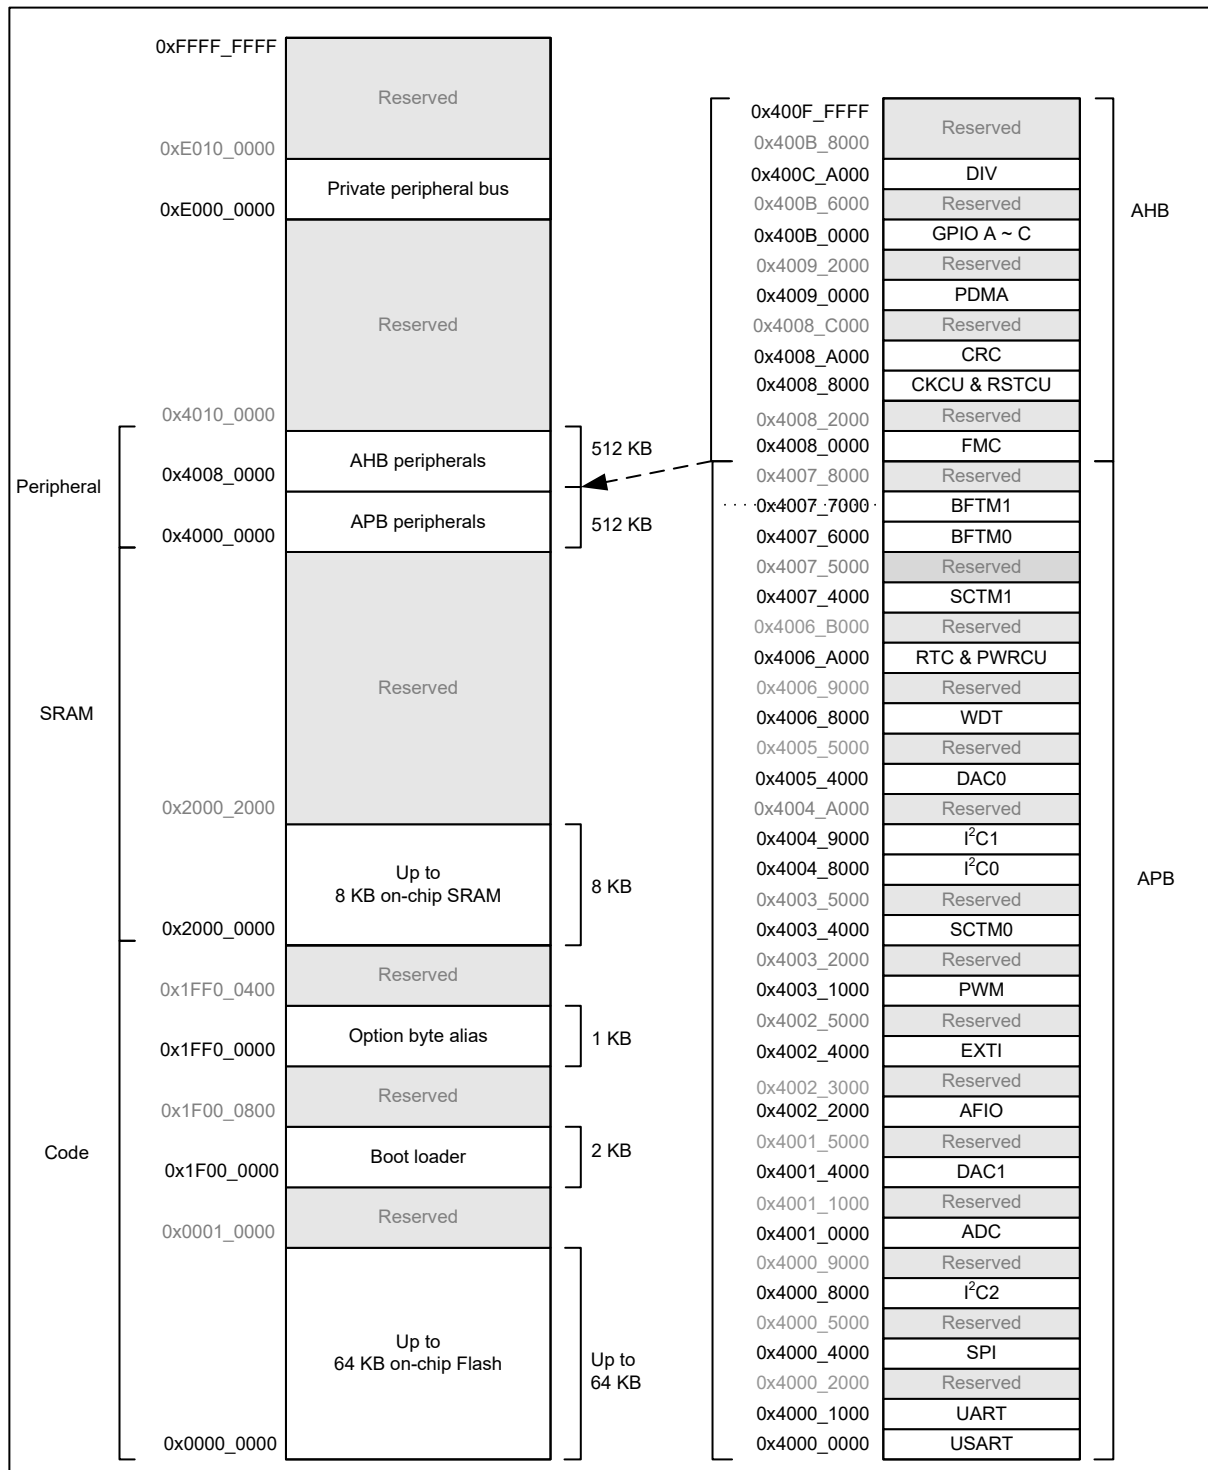 0xFFFF_FFFF
Reserved
0xE010_0000
Private peripheral bus
0xE000_0000
Reserved
0x4010_0000
AHB peripherals
512 KB
0x4008_0000
Peripheral
APB peripherals
512 KB
0x4000_0000
Reserved
SRAM
0x2000_2000
Up to
8 KB on-chip SRAM
8 KB
0x2000_0000
Reserved
0x1FF0_0400
Option byte alias
1 KB
0x1FF0_0000
Reserved
0x1F00_0800
Code
Boot loader
2 KB
0x1F00_0000
Reserved
0x0001_0000
Up to
64 KB on-chip Flash
Up to
64 KB
0x0000_0000
0x400F_FFFF
Reserved
0x400B_8000
0x400C_A000 DIV
0x400B_6000 Reserved
AHB
0x400B_0000 GPIO A ~ C
0x4009_2000 Reserved
0x4009_0000 PDMA
0x4008_C000 Reserved
0x4008_A000 CRC
0x4008_8000 CKCU & RSTCU
0x4008_2000 Reserved
0x4008_0000 FMC
0x4007_8000 Reserved
0x4007_7000 BFTM1
0x4007_6000 BFTM0
0x4007_5000 Reserved
0x4007_4000 SCTM1
0x4006_B000 Reserved
0x4006_A000 RTC & PWRCU
0x4006_9000 Reserved
0x4006_8000 WDT
0x4005_5000 Reserved
0x4005_4000 DAC0
0x4004_A000 Reserved
0x4004_9000 I²C1
0x4004_8000 I²C0
APB
0x4003_5000 Reserved
0x4003_4000 SCTM0
0x4003_2000 Reserved
0x4003_1000 PWM
0x4002_5000 Reserved
0x4002_4000 EXTI
0x4002_3000 Reserved
0x4002_2000 AFIO
0x4001_5000 Reserved
0x4001_4000 DAC1
0x4001_1000 Reserved
0x4001_0000 ADC
0x4000_9000 Reserved
0x4000_8000 I²C2
0x4000_5000 Reserved
0x4000_4000 SPI
0x4000_2000 Reserved
0x4000_1000 UART
0x4000_0000 USART